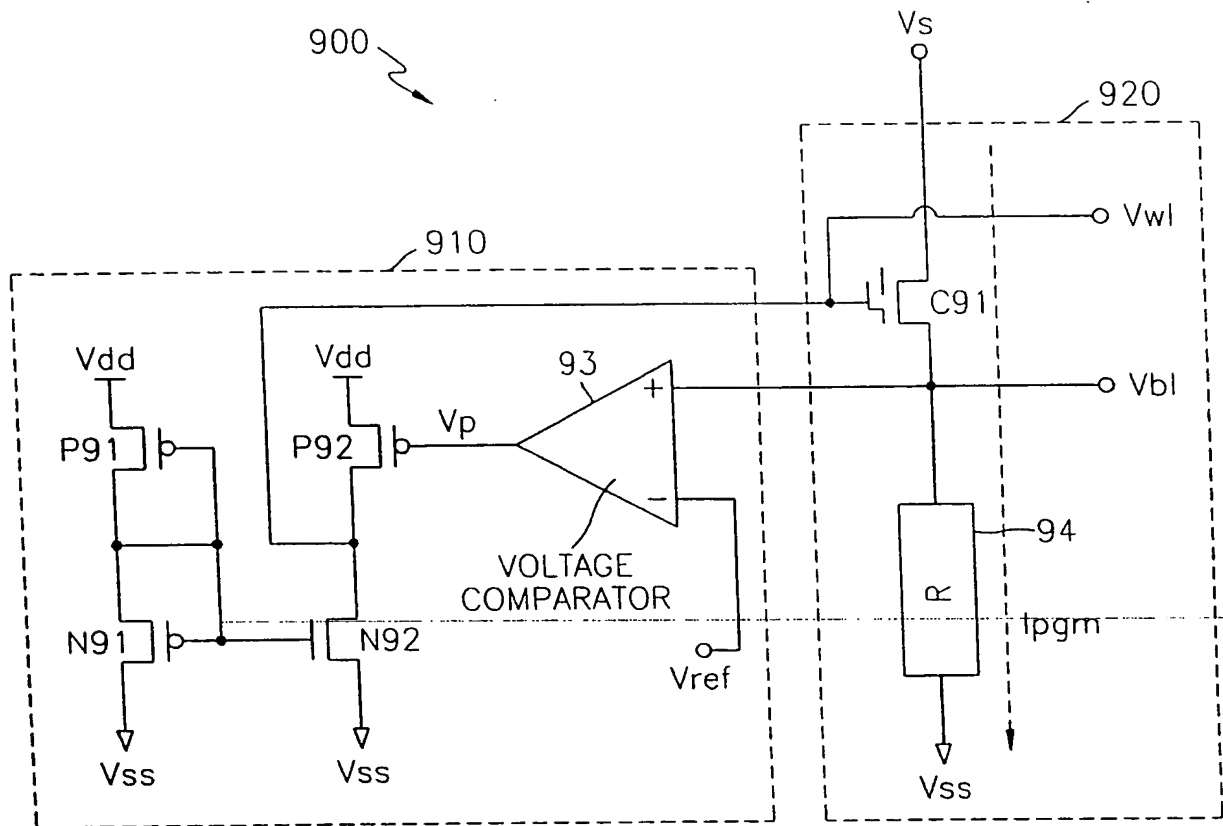 900
Vs
920
Vwl
910
C91
Vdd
Vdd
93
+
Vbl
P91
P92
Vp
−
94
VOLTAGE
COMPARATOR
R
N91
N92
Ipgm
Vref
Vss
Vss
Vss